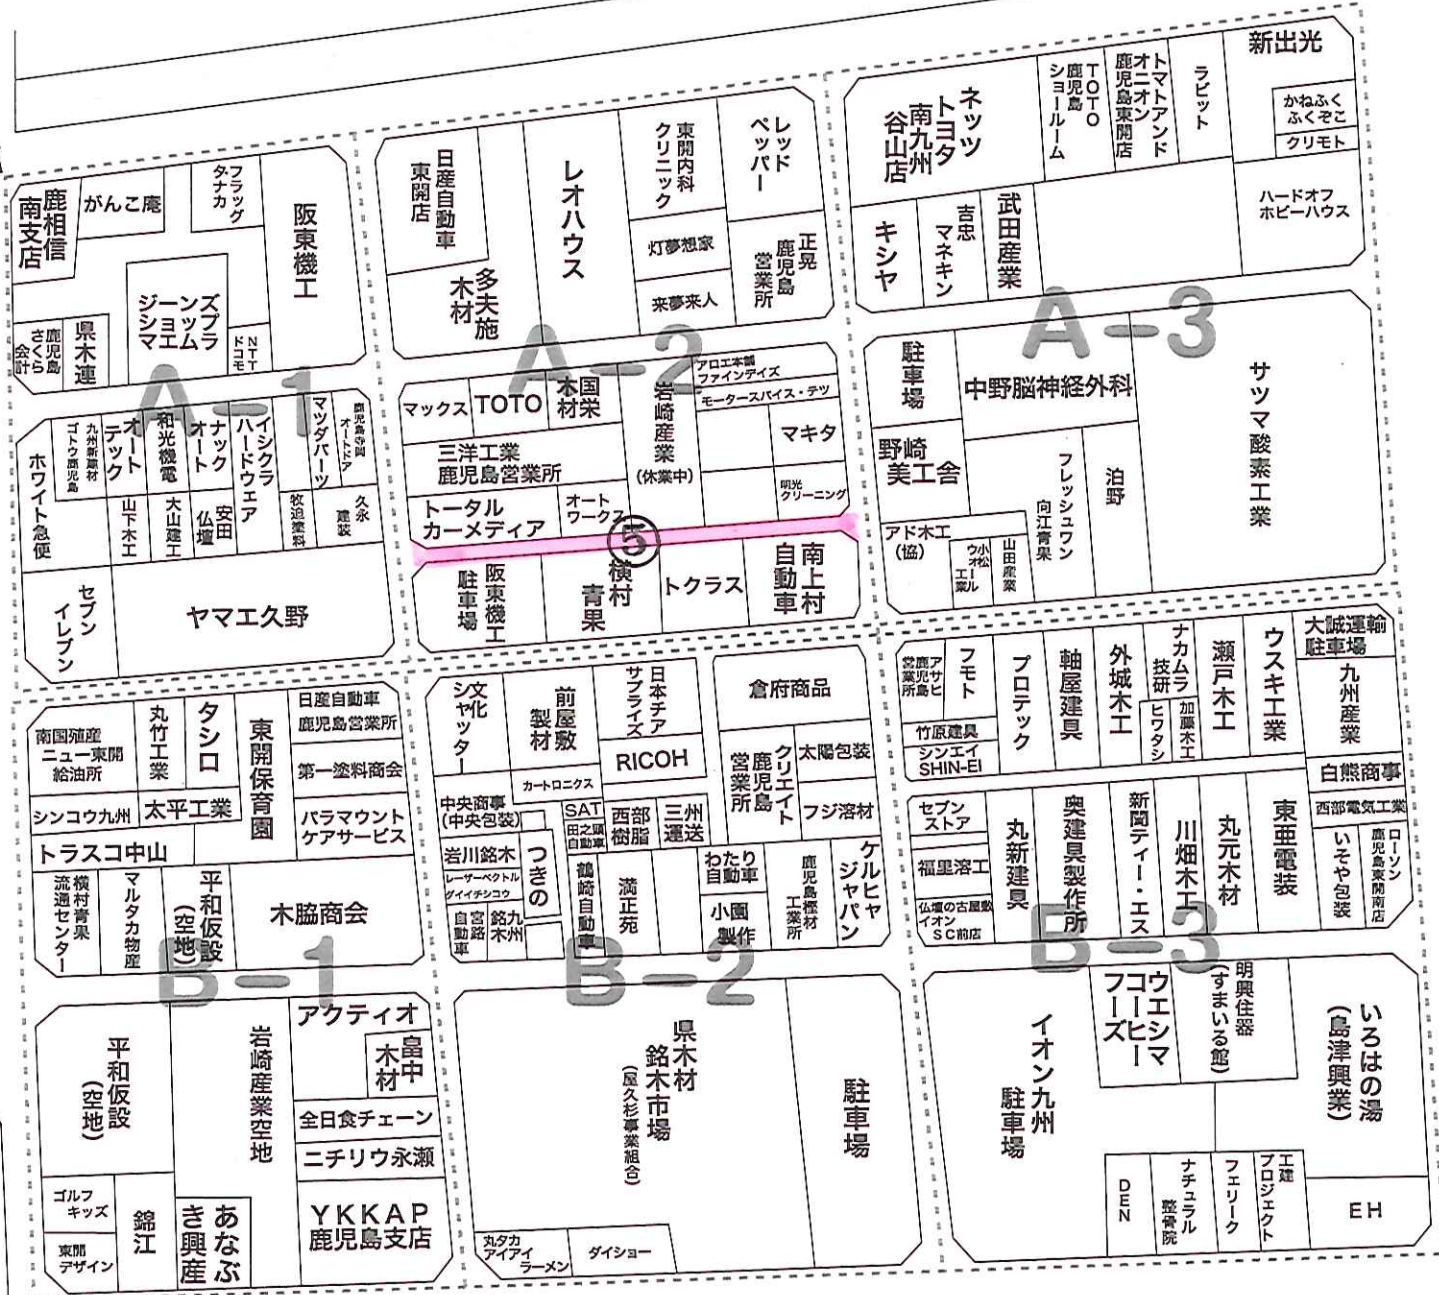 鹿相信
南支店
がんこ庵
フラッグ
タナカ
阪東機工
ジーンズプラ
ジョッ
シマエム
NTT
ドコモ
鹿児島
さくら
会計
県木連
A-1
ホワイト急便
九州新建材
ゴトウ鹿児島
オート
テック
和光機電
ナック
オート
イシクラ
ハードウェア
マツダパーツ
オートドア
山下木工
大山建工
安田
仏壇
牧迫塗料
久永
建装
セブン
イレブン
ヤマエ久野
日産自動車
東開店
多夫施
木材
レオハウス
東開内科
クリニック
灯夢想家
来夢来人
レッド
ペッパー
正晃
鹿児島
営業所
A-2
マックス
TOTO
国栄
木材
三洋工業
鹿児島営業所
トータル
カーメディア
オート
ワークス
岩崎産業
(休業中)
アロエ本舗
ファインデイズ
モータースパイス・テツ
マキタ
明光
クリーニング
⑤
阪東機工
駐車場
横村
青果
トクラス
南上村
自動車
ネッツ
トヨタ
南九州
谷山店
TOTO
鹿児島
ショールーム
トマトアンド
オニオン
鹿児島東開店
ラビット
新出光
かねふく
ふくぞこ
クリモト
ハードオフ
ホビーハウス
キシヤ
吉忠
マネキン
武田産業
A-3
駐車場
中野脳神経外科
サツマ酸素工業
野崎
美工舎
フレッシュワン
向江青果
泊野
アド木工
(協)
小松
ウォール
工業
山田産業
南国殖産
ニュー東開
給油所
丸竹工業
タシロ
東開保育園
日産自動車
鹿児島営業所
第一塗料商会
パラマウント
ケアサービス
シンコウ九州
太平工業
トラスコ中山
横村青果
流通センター
マルタカ物産
平和仮設
(空地)
木脇商会
B-1
平和仮設
(空地)
岩崎産業空地
アクティオ
畠中
木材
全日食チェーン
ニチリウ永瀬
YKKAP
鹿児島支店
ゴルフ
キッズ
東開
デザイン
錦江
あなぶ
き興産
文化
シャッター
前屋敷
製材
日本チア
サプライズ
RICOH
カートロニクス
倉府商品
クリエイト
鹿児島
営業所
太陽包装
フジ溶材
中央商事
(中央包装)
岩川銘木
レーザーベクトル
ダイイチシコウ
宮路
自動車
九州
銘木
つきの
SAT
田之頭
自動車
鶴崎自動車
西部
樹脂
三州
運送
満正苑
わたり
自動車
小園
製作
鹿児島樫材
工業所
ケルヒャ
ジャパン
B-2
県木材
銘木市場
(屋久杉事業組合)
駐車場
丸タカ
アイアイ
ラーメン
ダイショー
アサヒ
鹿児島
営業所
フモト
竹原建具
シンエイ
SHIN-EI
プロテック
軸屋建具
外城木工
ナカムラ
技研
ヒワタシ
加藤木工
瀬戸木工
ウスキ工業
大誠運輸
駐車場
九州産業
白熊商事
西部電気工業
セブン
ストア
福里溶工
仏壇の古屋敷
イオン
SC前店
丸新建具
奥建具製作所
新関ティー・エス
川畑木工
丸元木材
東亜電装
いそや包装
ローソン
鹿児島東開南店
B-3
イオン九州
駐車場
ウエシマ
コーヒー
フーズ
明興住器
(すまいる館)
いろはの湯
(島津興業)
DEN
ナチュラル
整骨院
フェリーク
工建
プロジェクト
EH